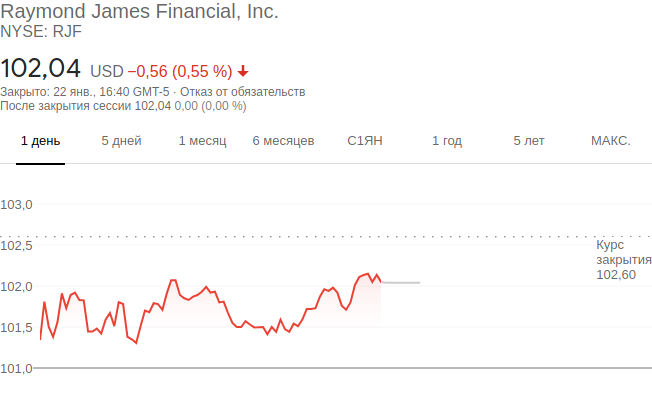 Raymond James Financial, Inc.
NYSE: RJF
102,04 USD −0,56 (0,55 %)
Закрыто: 22 янв., 16:40 GMT-5 · Отказ от обязательств
После закрытия сессии 102,04 0,00 (0,00 %)
1 день 5 дней 1 месяц 6 месяцев С1ЯН 1 год 5 лет МАКС.
103,0
102,5
Курс
закрытия
102,60
102,0
101,5
101,0